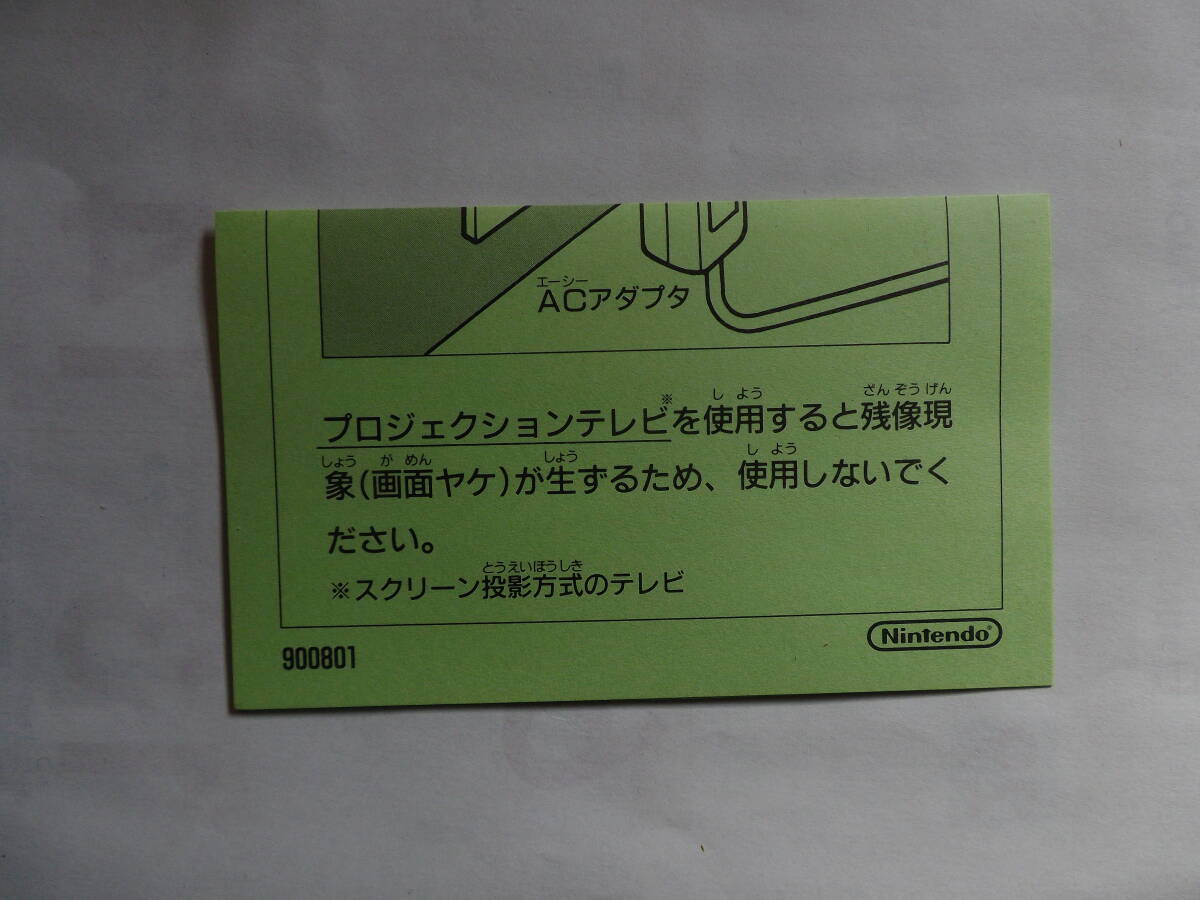 エーシー
ACアダプタ
しよう ざんぞうげん
プロジェクションテレビ※を使用すると残像現
しょう がめん しょう しよう
象(画面ヤケ)が生ずるため、使用しないでく
ださい。
とうえいほうしき
※スクリーン投影方式のテレビ
900801
Nintendo®